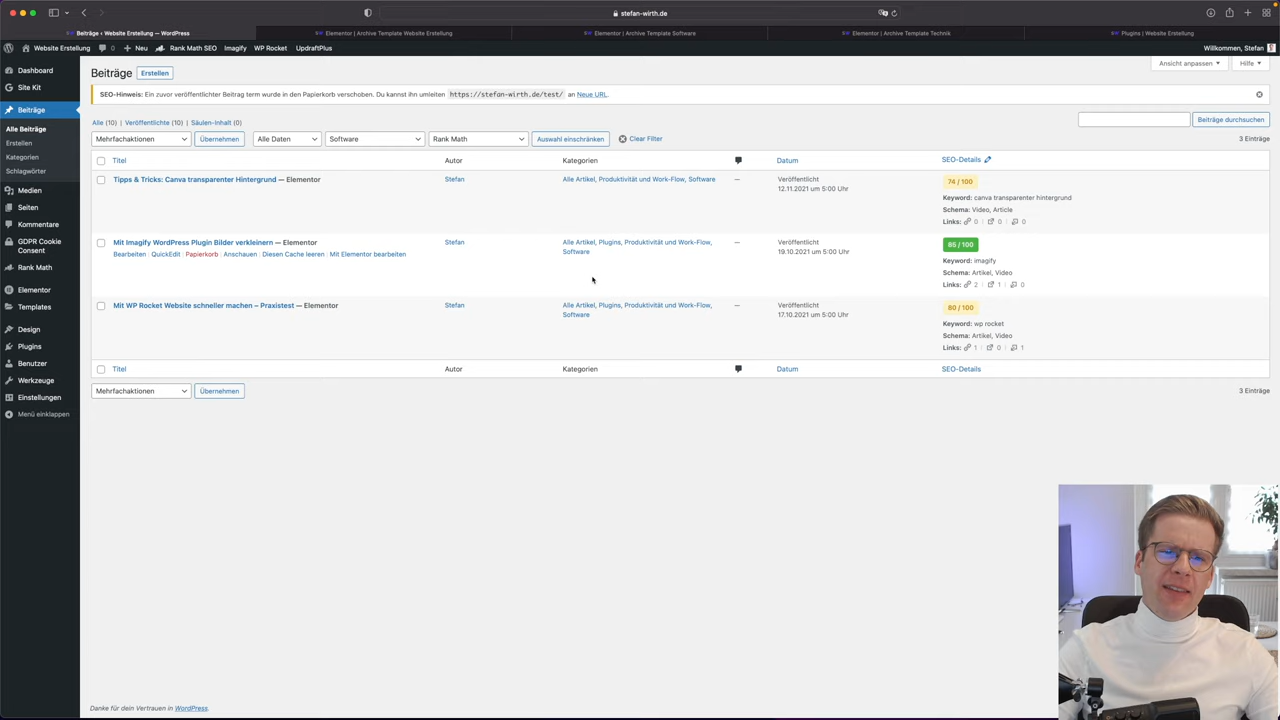 stefan-wirth.de
Beiträge ‹ Website Erstellung — WordPress
Elementor | Archive Template Website Erstellung
Elementor | Archive Template Software
Elementor | Archive Template Technik
Plugins | Website Erstellung
Website Erstellung
0
Neu
Rank Math SEO
Imagify
WP Rocket
UpdraftPlus
Willkommen, Stefan
Dashboard
Site Kit
Beiträge
Alle Beiträge
Erstellen
Kategorien
Schlagwörter
Medien
Seiten
Kommentare
GDPR Cookie
Consent
Rank Math
Elementor
Templates
Design
Plugins
Benutzer
Werkzeuge
Einstellungen
Menü einklappen
Beiträge Erstellen
Ansicht anpassen
Hilfe
SEO-Hinweis: Ein zuvor veröffentlichter Beitrag term wurde in den Papierkorb verschoben. Du kannst ihn umleiten https://stefan-wirth.de/test/ an Neue URL.
Alle (10) | Veröffentlichte (10) | Säulen-Inhalt (0)
Beiträge durchsuchen
Mehrfachaktionen Übernehmen Alle Daten Software Rank Math Auswahl einschränken Clear Filter
3 Einträge
Titel Autor Kategorien Datum SEO-Details
Tipps & Tricks: Canva transparenter Hintergrund — Elementor
Stefan
Alle Artikel, Produktivität und Work-Flow, Software
—
Veröffentlicht
12.11.2021 um 5:00 Uhr
74 / 100
Keyword: canva transparenter hintergrund
Schema: Video, Article
Links: 0 | 0 | 0
Mit Imagify WordPress Plugin Bilder verkleinern — Elementor
Bearbeiten | QuickEdit | Papierkorb | Anschauen | Diesen Cache leeren | Mit Elementor bearbeiten
Stefan
Alle Artikel, Plugins, Produktivität und Work-Flow,
Software
—
Veröffentlicht
19.10.2021 um 5:00 Uhr
85 / 100
Keyword: imagify
Schema: Artikel, Video
Links: 2 | 1 | 0
Mit WP Rocket Website schneller machen – Praxistest — Elementor
Stefan
Alle Artikel, Plugins, Produktivität und Work-Flow,
Software
—
Veröffentlicht
17.10.2021 um 5:00 Uhr
80 / 100
Keyword: wp rocket
Schema: Artikel, Video
Links: 1 | 0 | 1
Titel Autor Kategorien Datum SEO-Details
Mehrfachaktionen Übernehmen
3 Einträge
Danke für dein Vertrauen in WordPress.